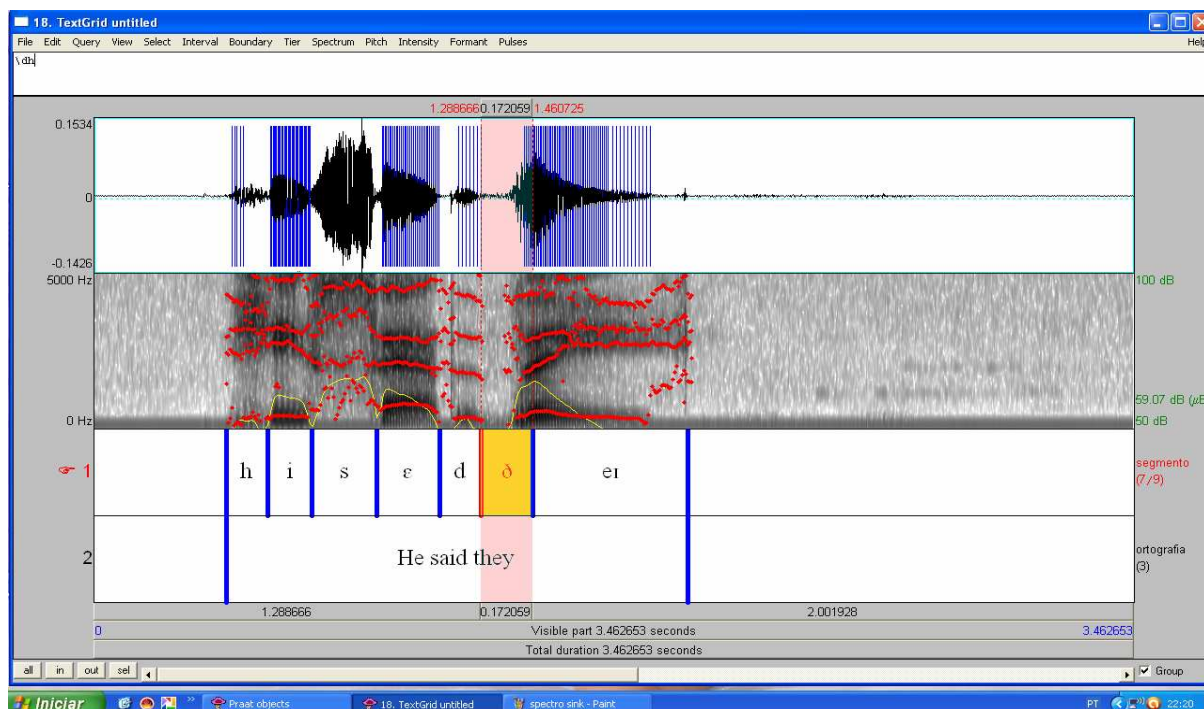 18. TextGrid untitled
File Edit Query View Select Interval Boundary Tier Spectrum Pitch Intensity Formant Pulses Help
\dh
1.288666 0.172059 1.460725
0.1534
0
-0.1426
5000 Hz 100 dB
59.07 dB (µE
0 Hz 50 dB
1 h i s ɛ d ð eɪ segmento
(7/9)
2 He said they ortografia
(3)
1.288666 0.172059 2.001928
0 Visible part 3.462653 seconds 3.462653
Total duration 3.462653 seconds
all in out sel Group
Iniciar » Praat objects 18. TextGrid untitled spectro sink - Paint PT 22:20